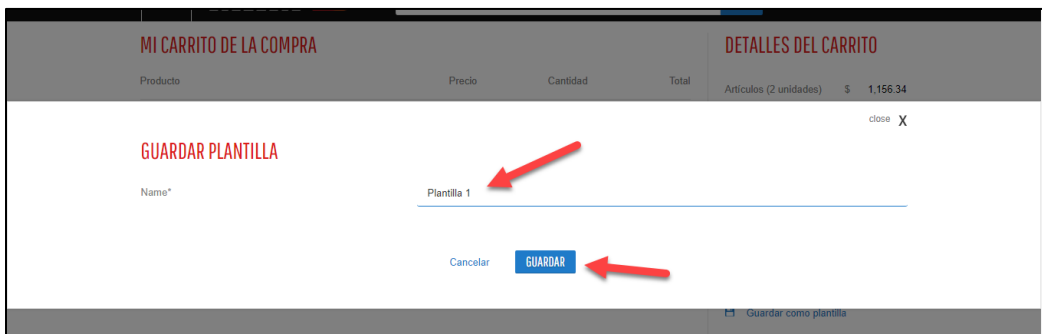 MI CARRITO DE LA COMPRA
DETALLES DEL CARRITO
Producto Precio Cantidad Total
Artículos (2 unidades) $ 1,156.34
close X
GUARDAR PLANTILLA
Name* Plantilla 1
Cancelar GUARDAR
Guardar como plantilla